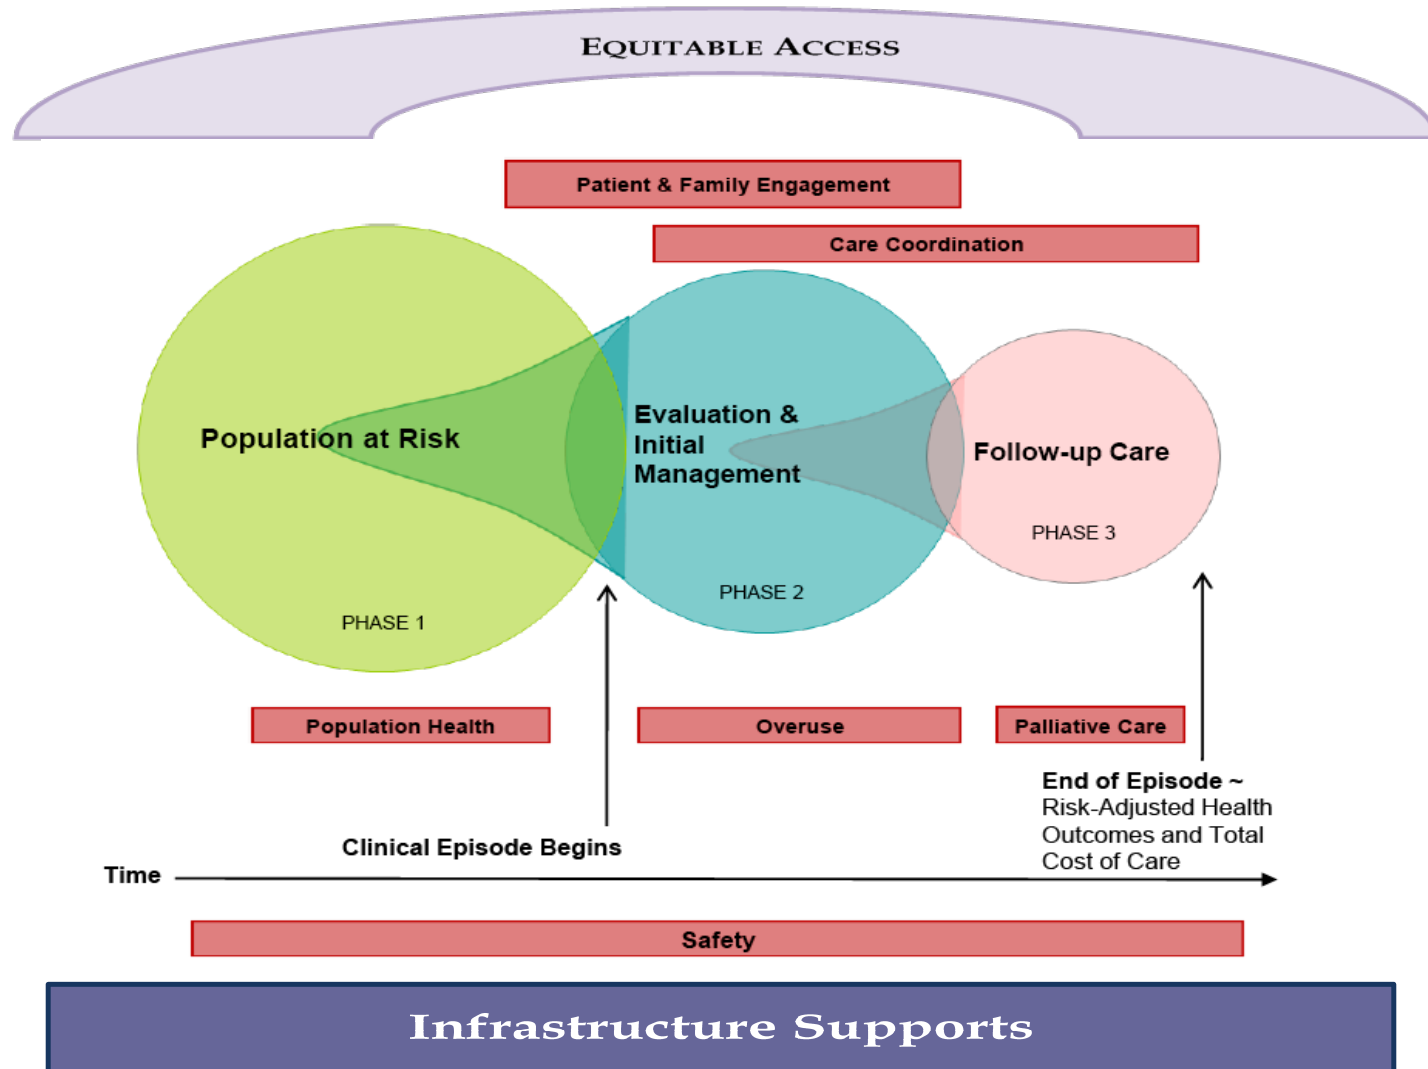 EQUITABLE ACCESS
Patient & Family Engagement
Care Coordination
Population at Risk
Evaluation &
Initial
Management
Follow-up Care
PHASE 1
PHASE 2
PHASE 3
Population Health
Overuse
Palliative Care
Clinical Episode Begins
End of Episode ~
Risk-Adjusted Health
Outcomes and Total
Cost of Care
Time
Safety
Infrastructure Supports